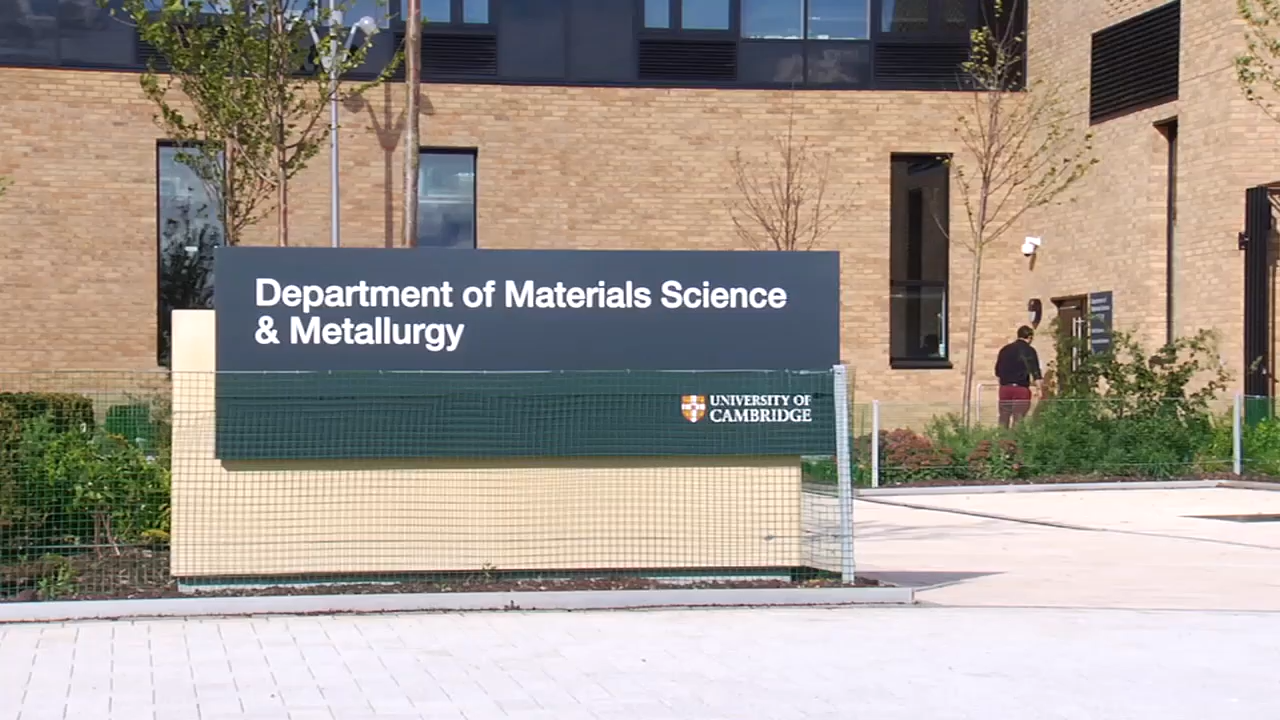 Department of Materials Science
& Metallurgy
UNIVERSITY OF
CAMBRIDGE